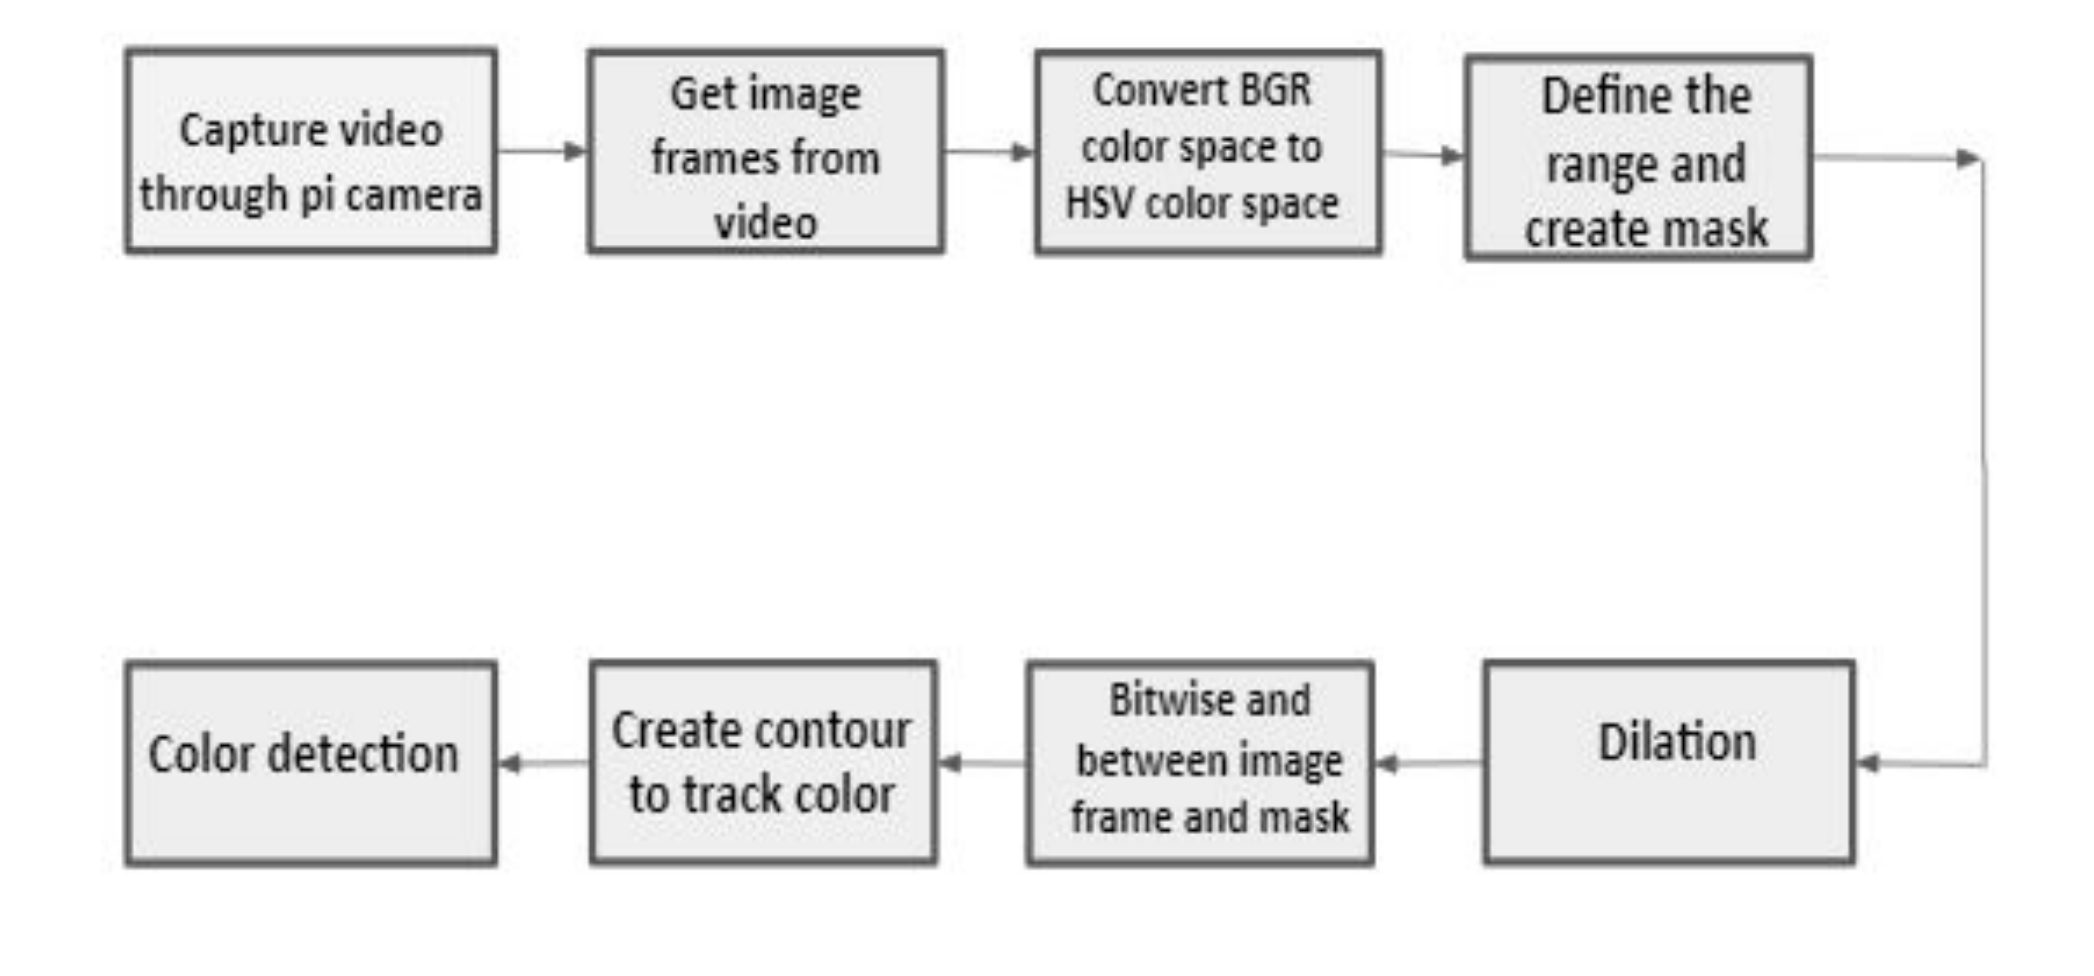 Capture video
through pi camera
Get image
frames from
video
Convert BGR
color space to
HSV color space
Define the
range and
create mask
Dilation
Bitwise and
between image
frame and mask
Create contour
to track color
Color detection